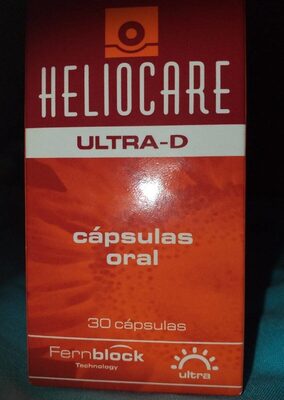 HELIOCARE
ULTRA-D
cápsulas
oral
30 cápsulas
Fernblock
Technology
ultra